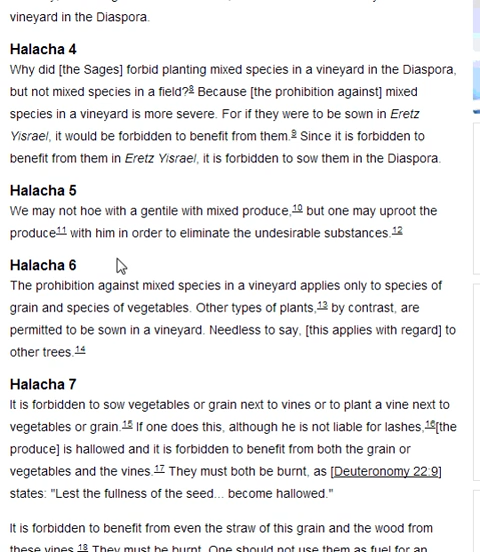 vineyard in the Diaspora.
Halacha 4
Why did [the Sages] forbid planting mixed species in a vineyard in the Diaspora,
but not mixed species in a field?8 Because [the prohibition against] mixed
species in a vineyard is more severe. For if they were to be sown in Eretz
Yisrael, it would be forbidden to benefit from them.9 Since it is forbidden to
benefit from them in Eretz Yisrael, it is forbidden to sow them in the Diaspora.
Halacha 5
We may not hoe with a gentile with mixed produce,10 but one may uproot the
produce11 with him in order to eliminate the undesirable substances.12
Halacha 6
The prohibition against mixed species in a vineyard applies only to species of
grain and species of vegetables. Other types of plants,13 by contrast, are
permitted to be sown in a vineyard. Needless to say, [this applies with regard] to
other trees.14
Halacha 7
It is forbidden to sow vegetables or grain next to vines or to plant a vine next to
vegetables or grain.15 If one does this, although he is not liable for lashes,16[the
produce] is hallowed and it is forbidden to benefit from both the grain or
vegetables and the vines.17 They must both be burnt, as [Deuteronomy 22:9]
states: "Lest the fullness of the seed... become hallowed."
It is forbidden to benefit from even the straw of this grain and the wood from
these vines.18 They must be burnt. One should not use them as fuel for an